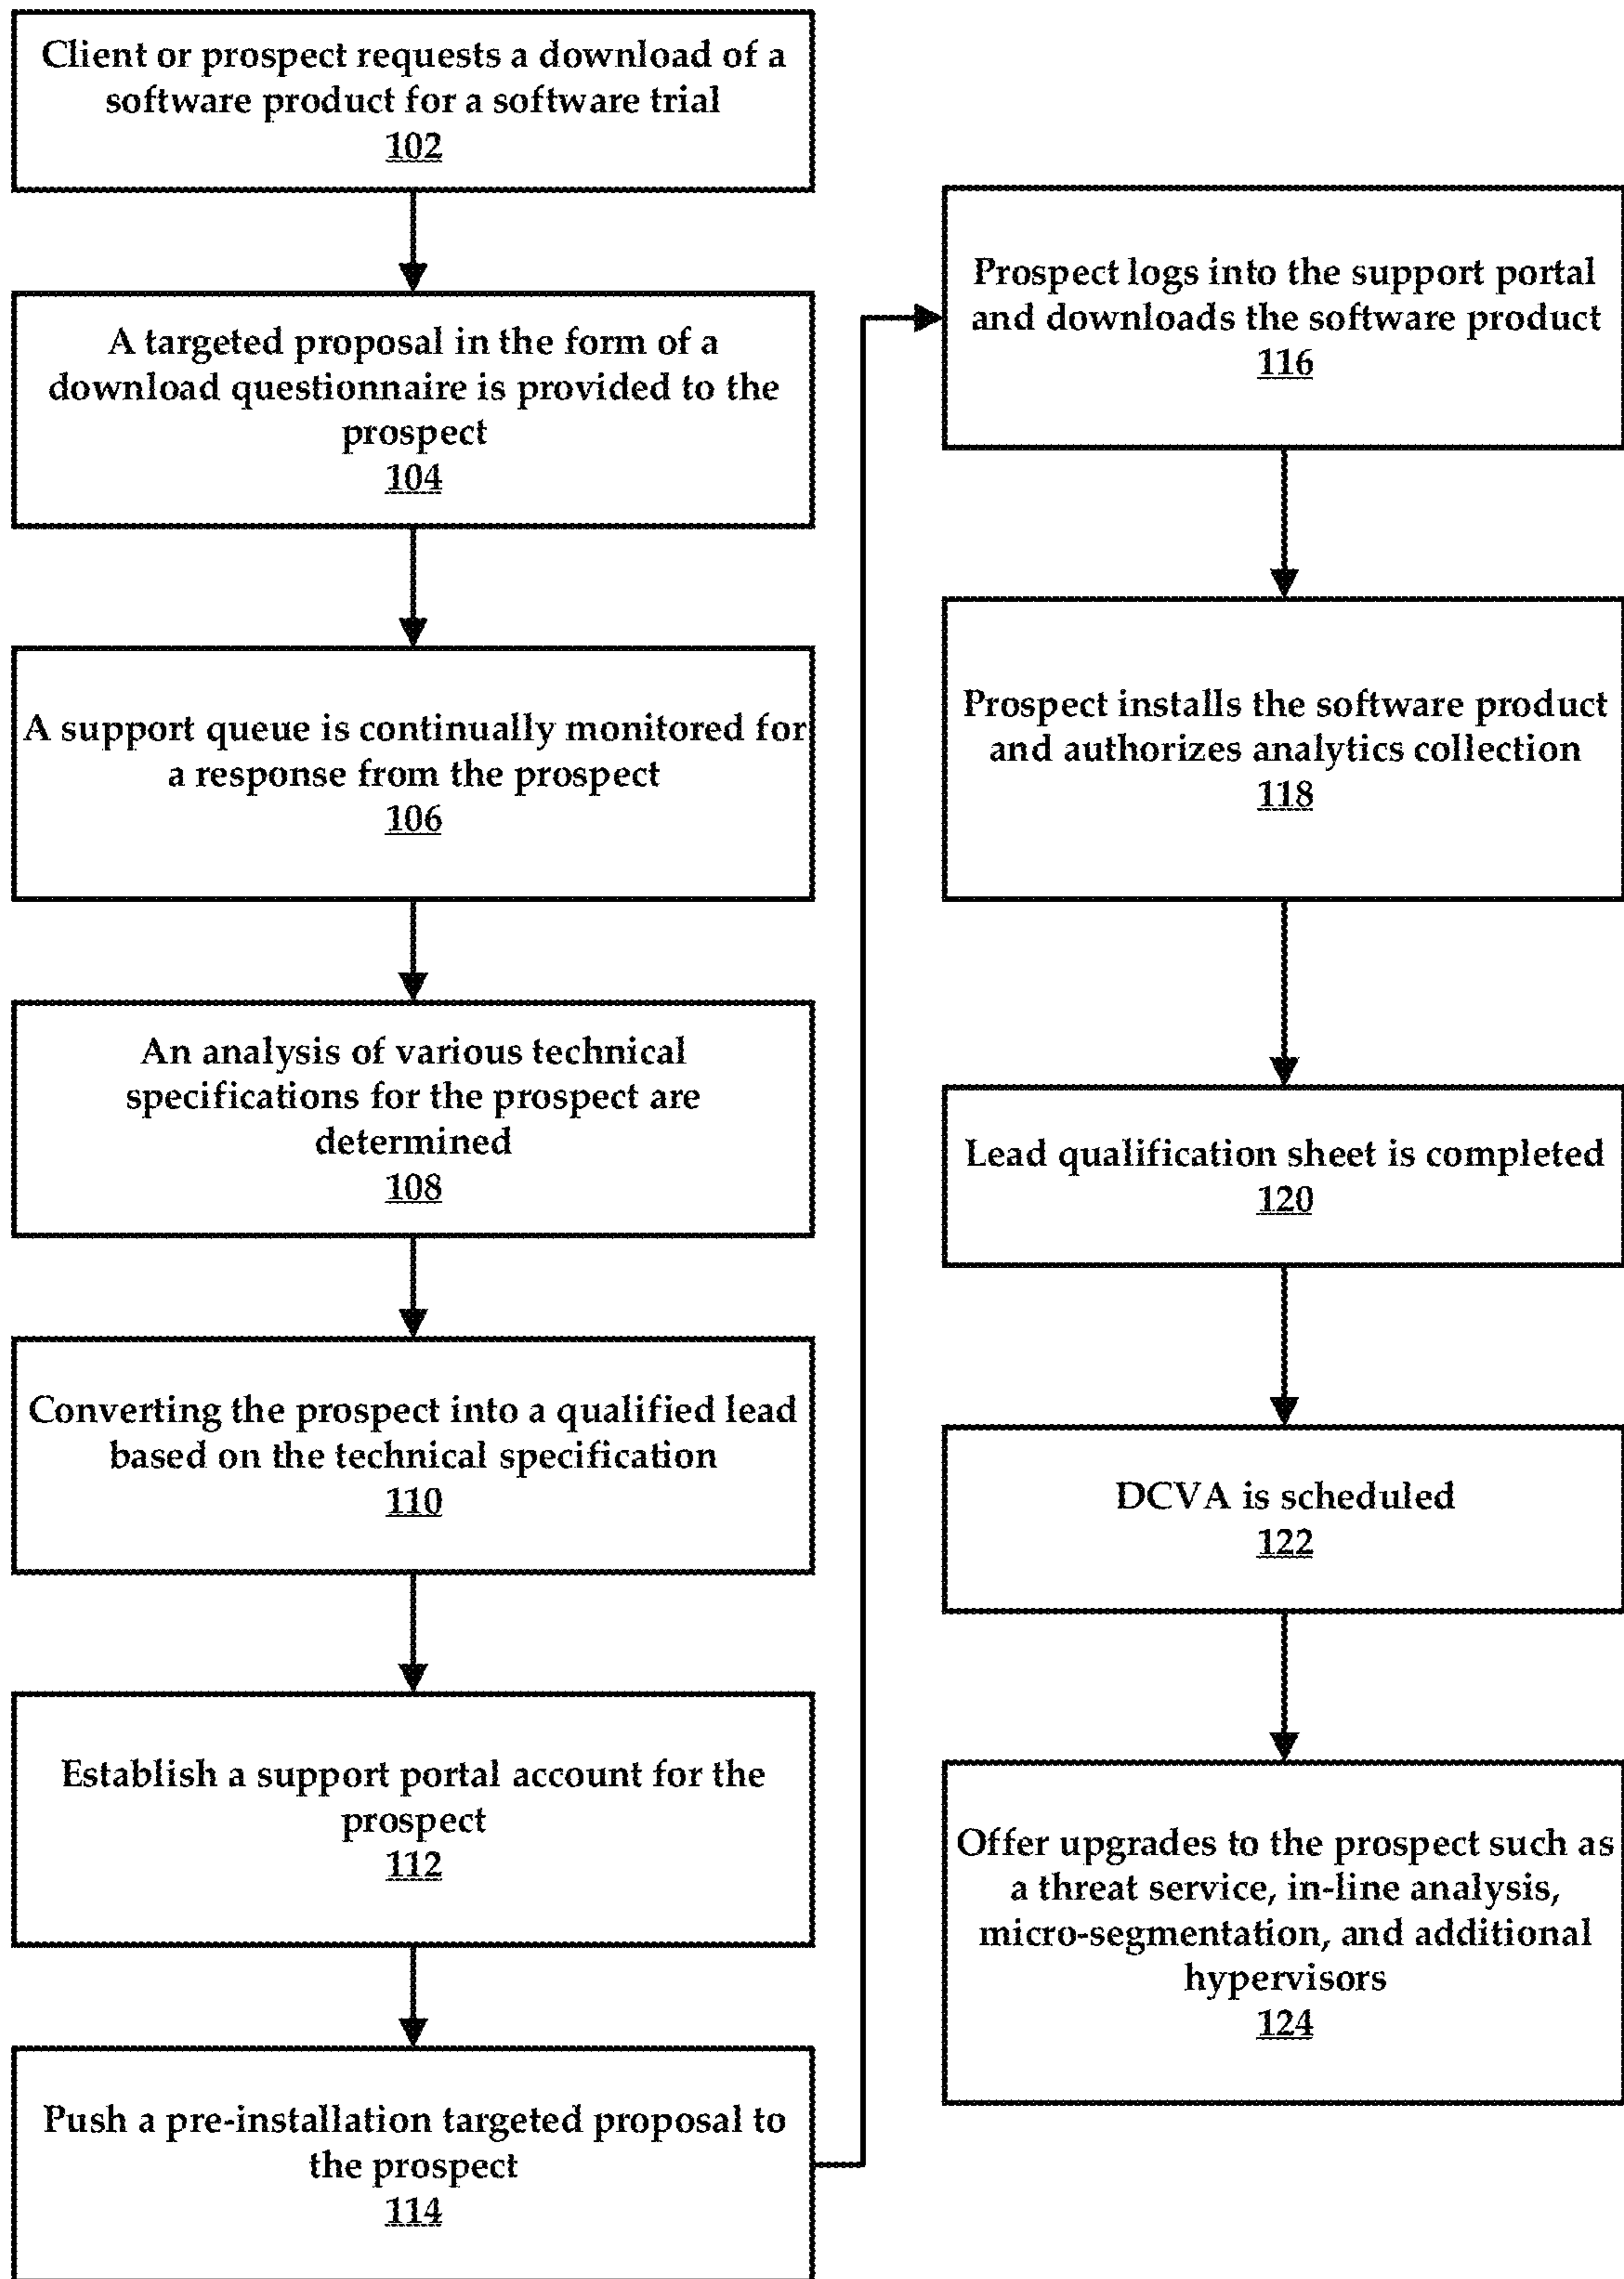 Client or prospect requests a download of a
software product for a software trial
102
A targeted proposal in the form of a
download questionnaire is provided to the
prospect
104
A support queue is continually monitored for
a response from the prospect
106
An analysis of various technical
specifications for the prospect are
determined
108
Converting the prospect into a qualified lead
based on the technical specification
110
Establish a support portal account for the
prospect
112
Push a pre-installation targeted proposal to
the prospect
114
Prospect logs into the support portal
and downloads the software product
116
Prospect installs the software product
and authorizes analytics collection
118
Lead qualification sheet is completed
120
DCVA is scheduled
122
Offer upgrades to the prospect such as
a threat service, in-line analysis,
micro-segmentation, and additional
hypervisors
124